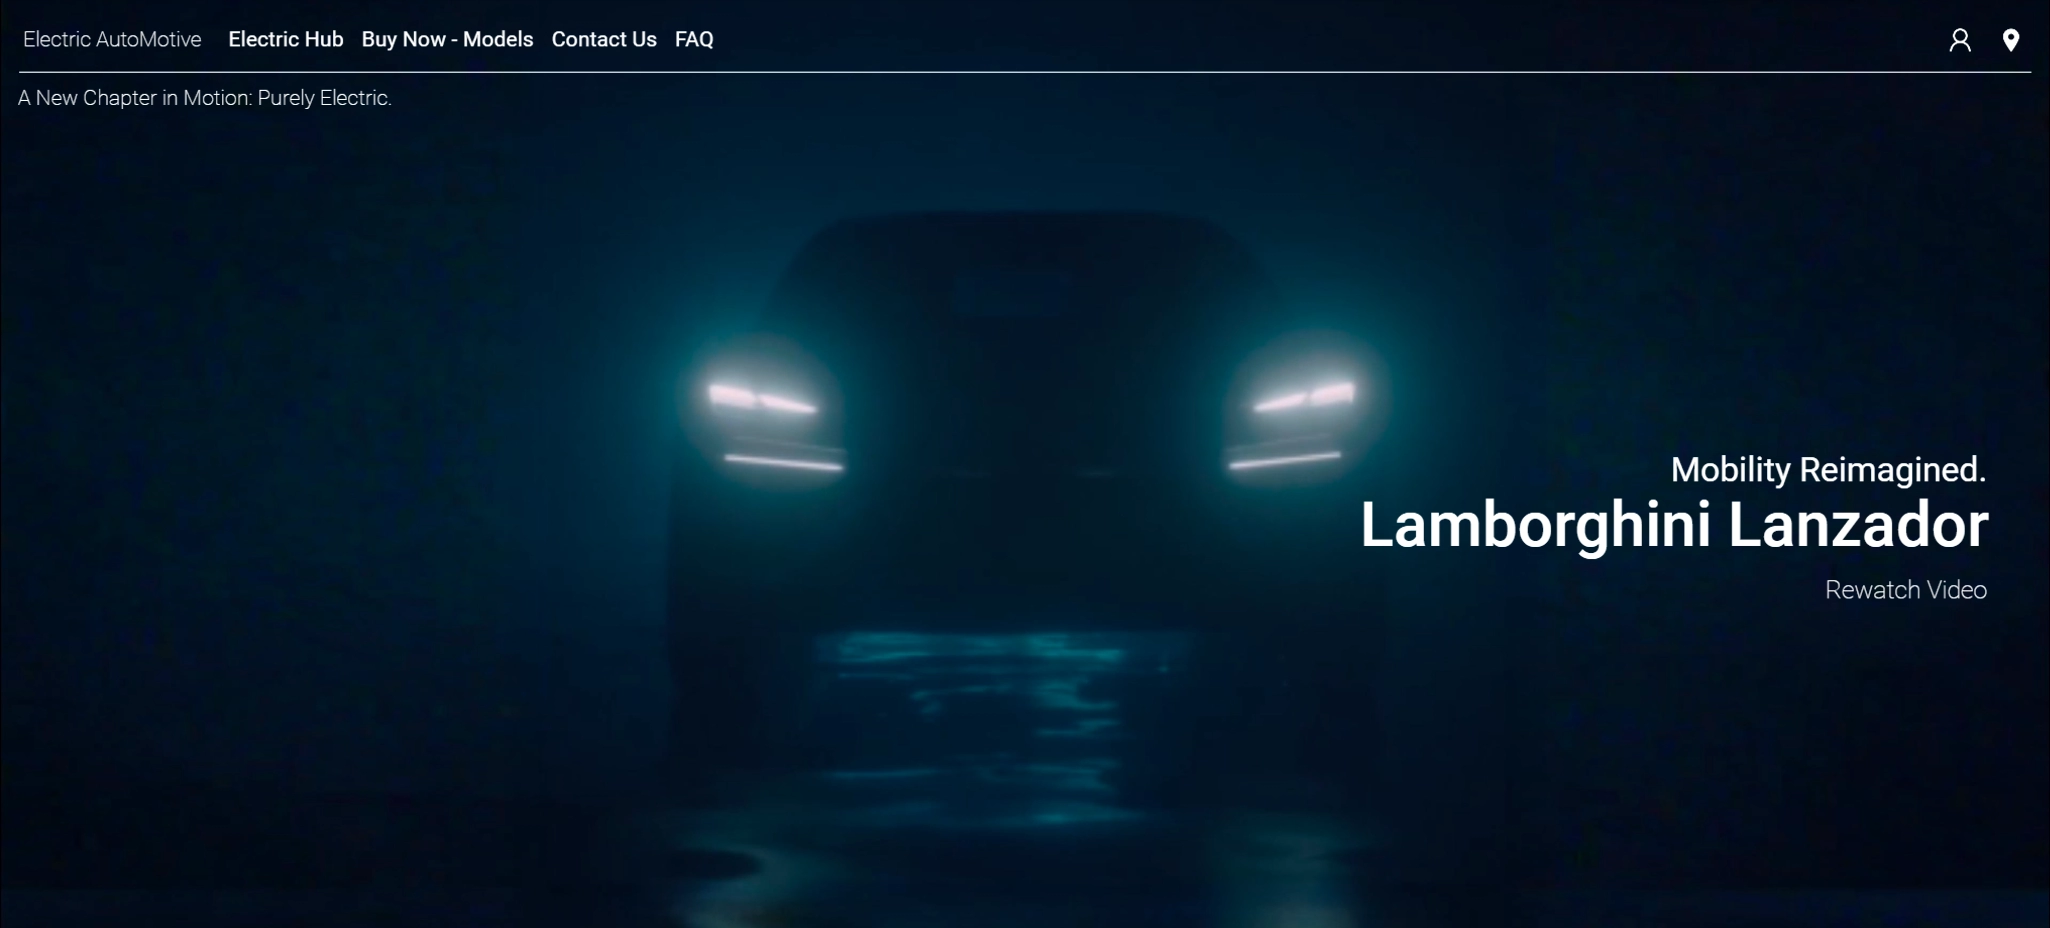 Electric AutoMotive Electric Hub Buy Now - Models Contact Us FAQ
A New Chapter in Motion: Purely Electric.
Mobility Reimagined.
Lamborghini Lanzador
Rewatch Video